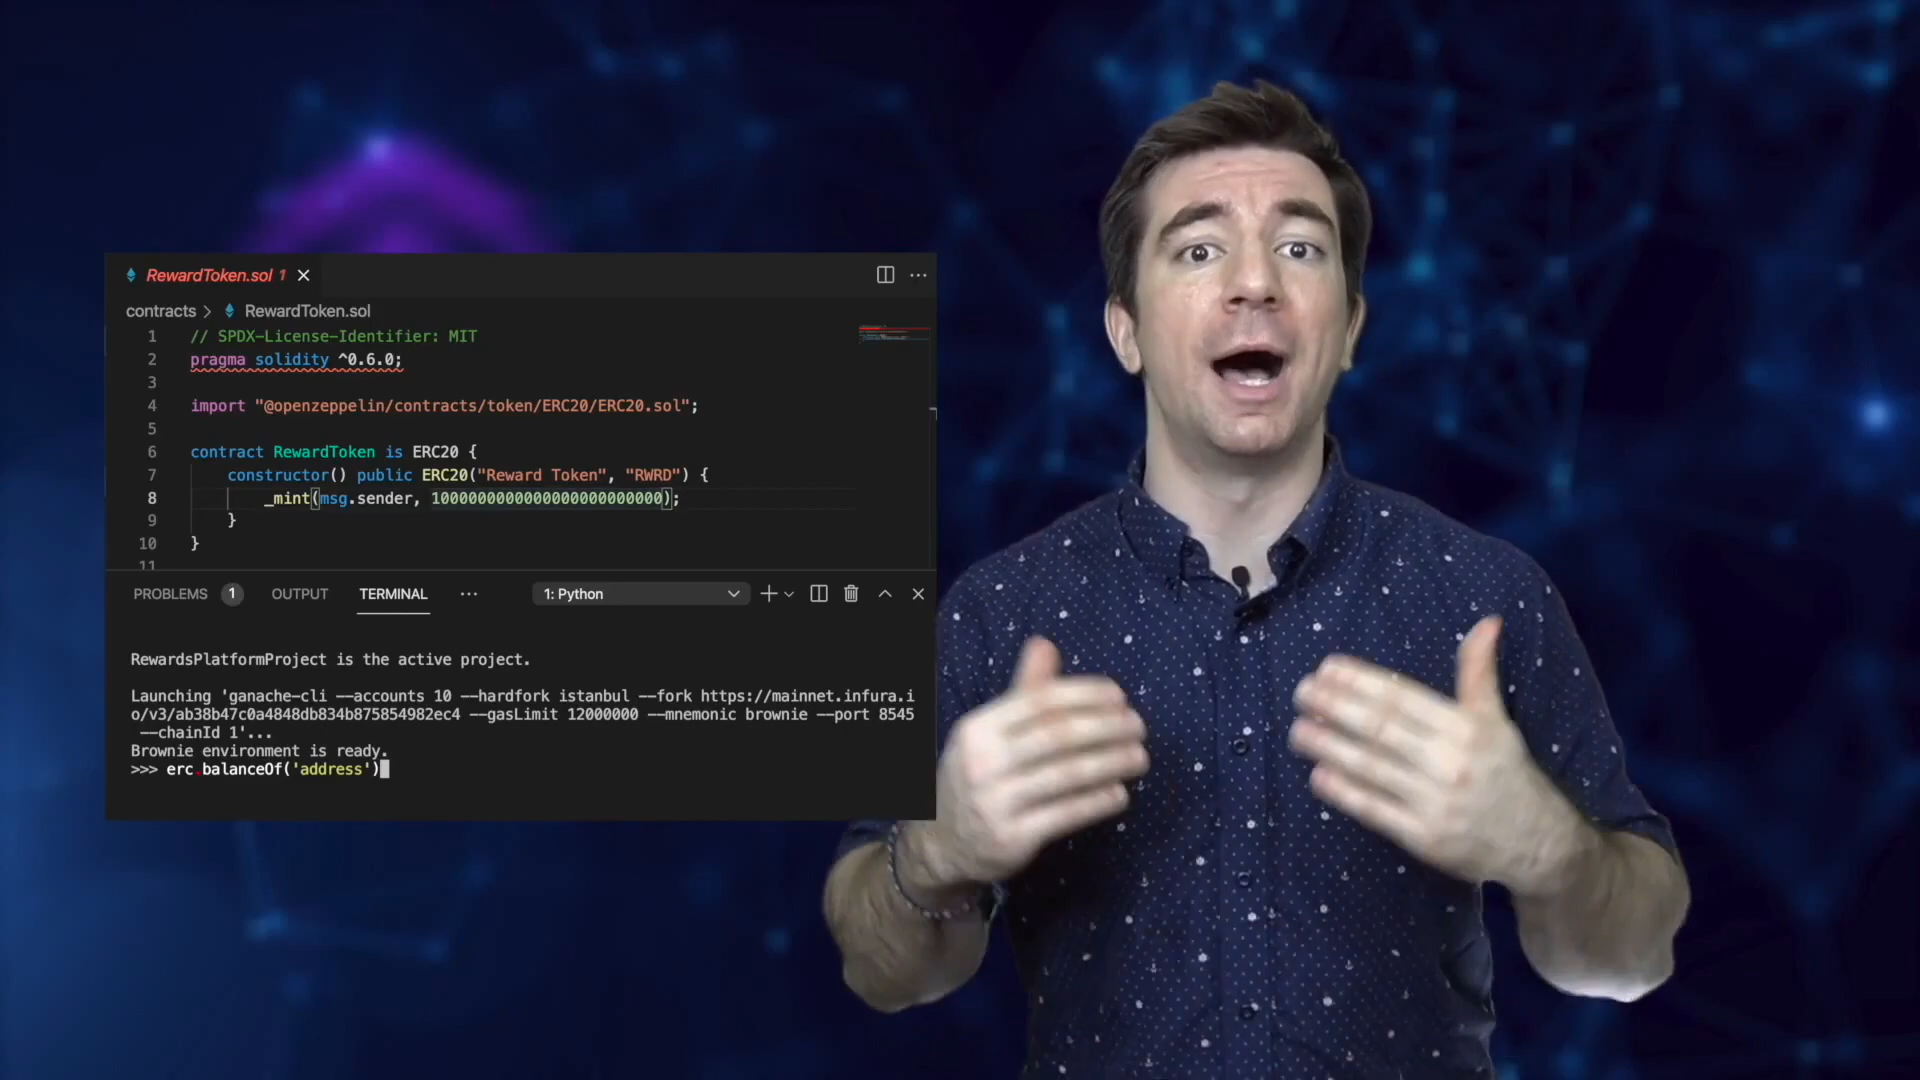 RewardToken.sol 1
contracts > RewardToken.sol
1 // SPDX-License-Identifier: MIT
2 pragma solidity ^0.6.0;
3
4 import "@openzeppelin/contracts/token/ERC20/ERC20.sol";
5
6 contract RewardToken is ERC20 {
7 constructor() public ERC20("Reward Token", "RWRD") {
8 _mint(msg.sender, 1000000000000000000000000);
9 }
10 }
11
PROBLEMS 1 OUTPUT TERMINAL 1: Python
RewardsPlatformProject is the active project.
Launching 'ganache-cli --accounts 10 --hardfork istanbul --fork https://mainnet.infura.i
o/v3/ab38b47c0a4848db834b875854982ec4 --gasLimit 12000000 --mnemonic brownie --port 8545
--chainId 1'...
Brownie environment is ready.
>>> erc.balanceOf('address')